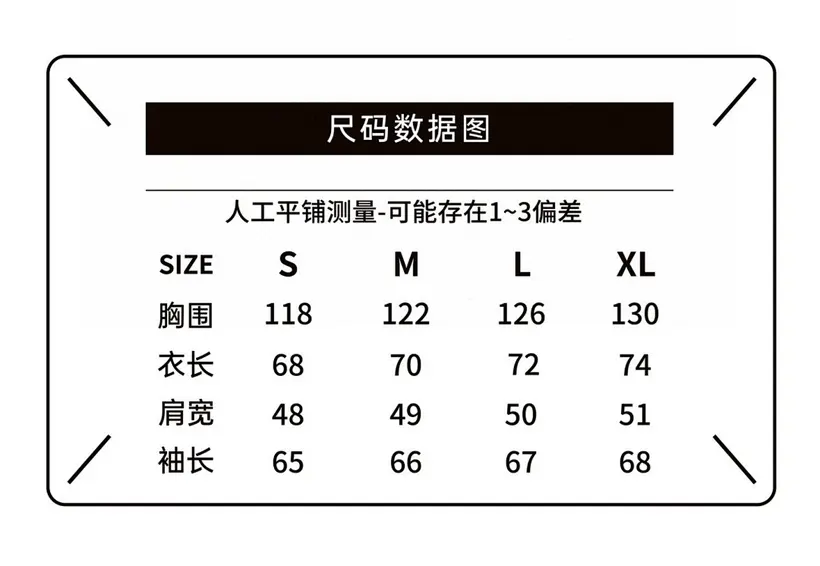 尺码数据图
人工平铺测量-可能存在1~3偏差
SIZE S M L XL
胸围 118 122 126 130
衣长 68 70 72 74
肩宽 48 49 50 51
袖长 65 66 67 68